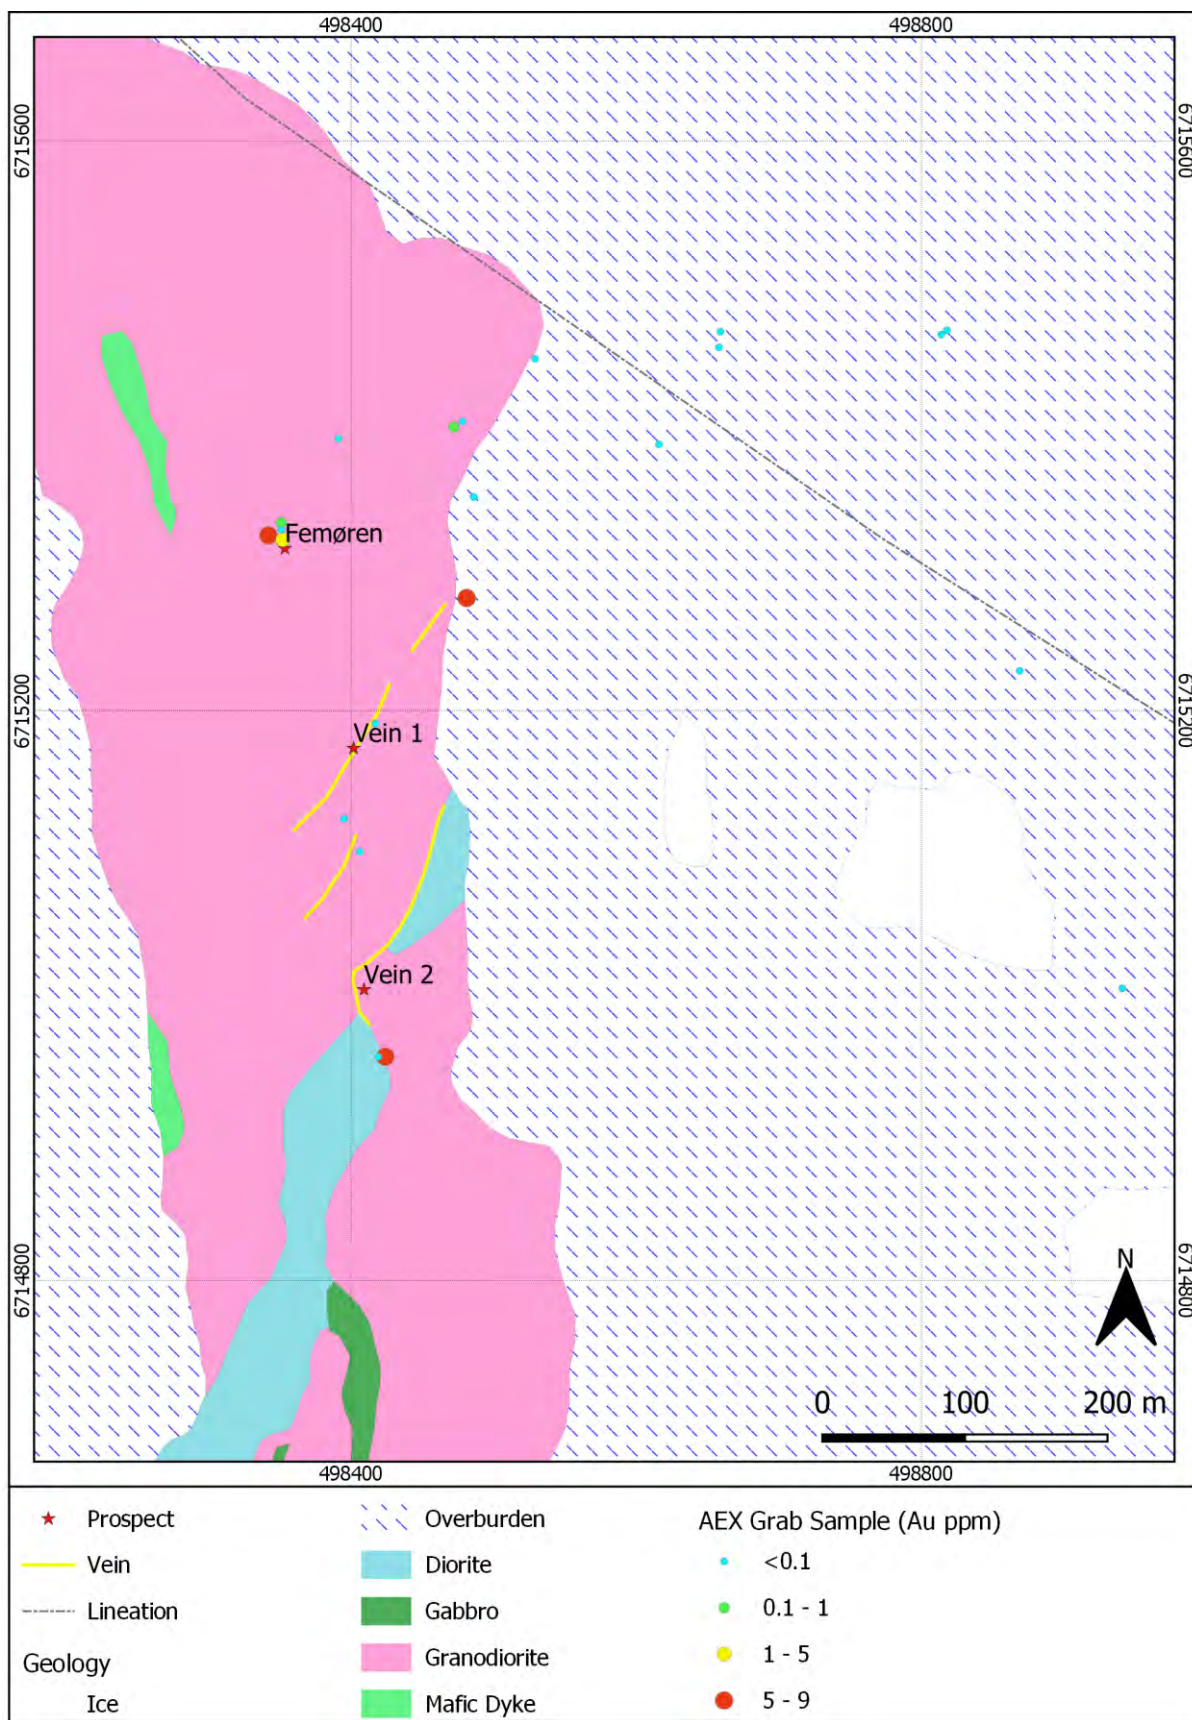 498400 498800
6715600 6715600
Femøren
6715200 6715200
Vein 1
Vein 2
6714800 6714800
N
0 100 200 m
498400 498800
Prospect
Vein
Lineation
Geology
Ice
Overburden
Diorite
Gabbro
Granodiorite
Mafic Dyke
AEX Grab Sample (Au ppm)
<0.1
0.1 - 1
1 - 5
5 - 9